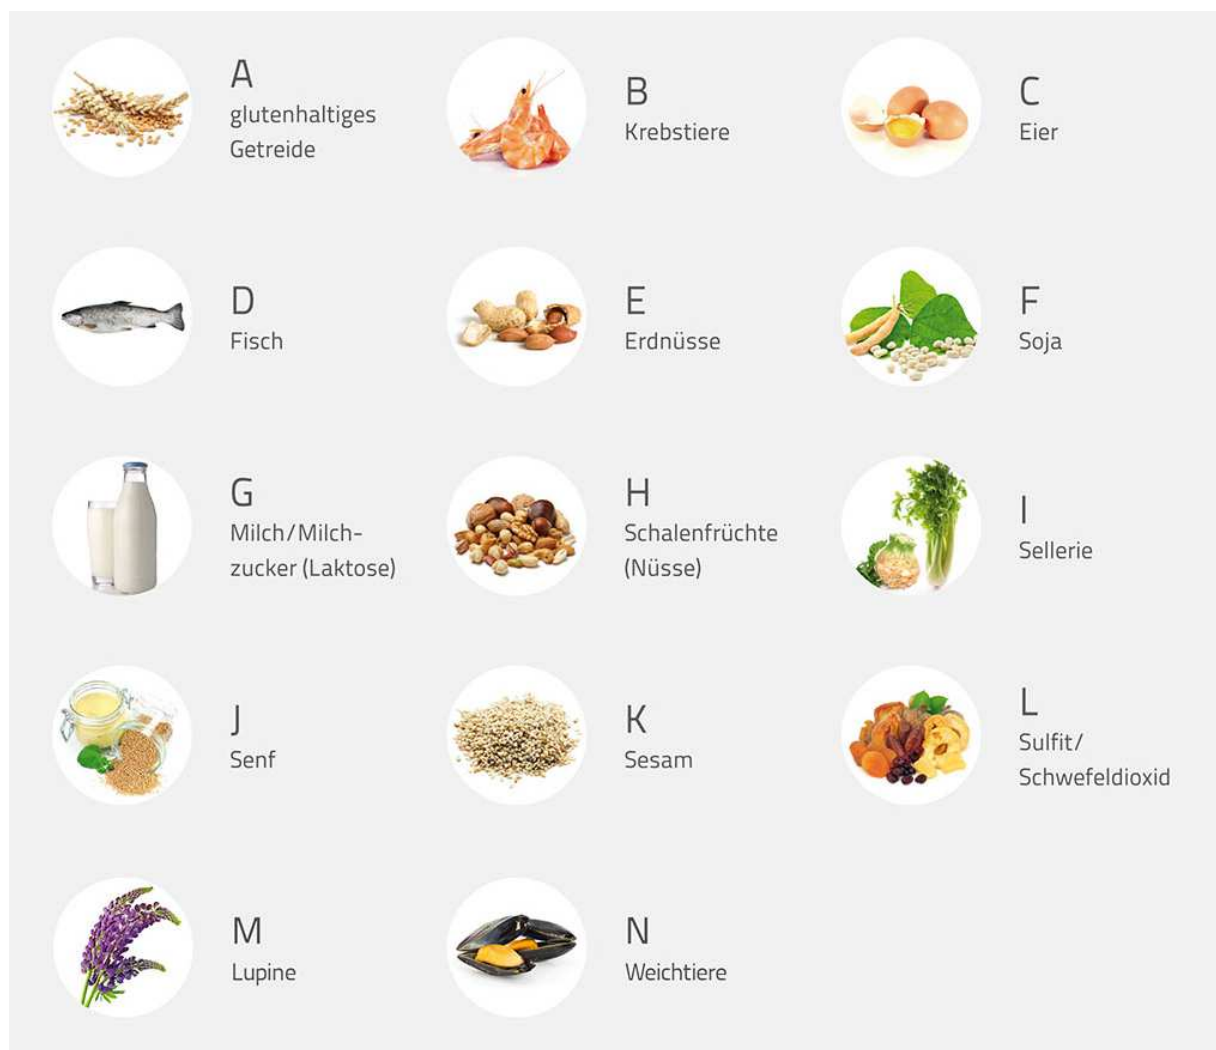 A
glutenhaltiges
Getreide
B
Krebstiere
C
Eier
D
Fisch
E
Erdnüsse
F
Soja
G
Milch/Milch-
zucker (Laktose)
H
Schalenfrüchte
(Nüsse)
I
Sellerie
J
Senf
K
Sesam
L
Sulfit/
Schwefeldioxid
M
Lupine
N
Weichtiere